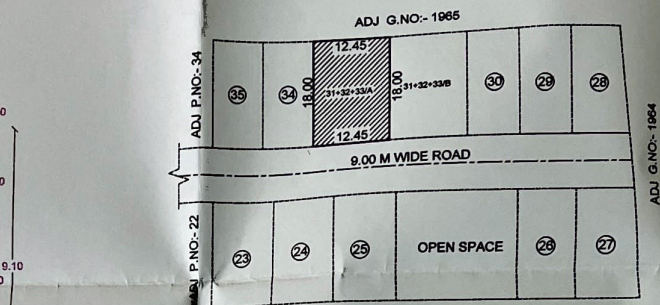 ADJ G.NO:- 1965
ADJ P.NO:- 34
35
34
12.45
18.00
31+32+33/A
12.45
18.00
31+32+33/B
30
29
28
9.00 M WIDE ROAD
ADJ G.NO:- 1964
ADJ P.NO:- 22
23
24
25
OPEN SPACE
26
27
9.10